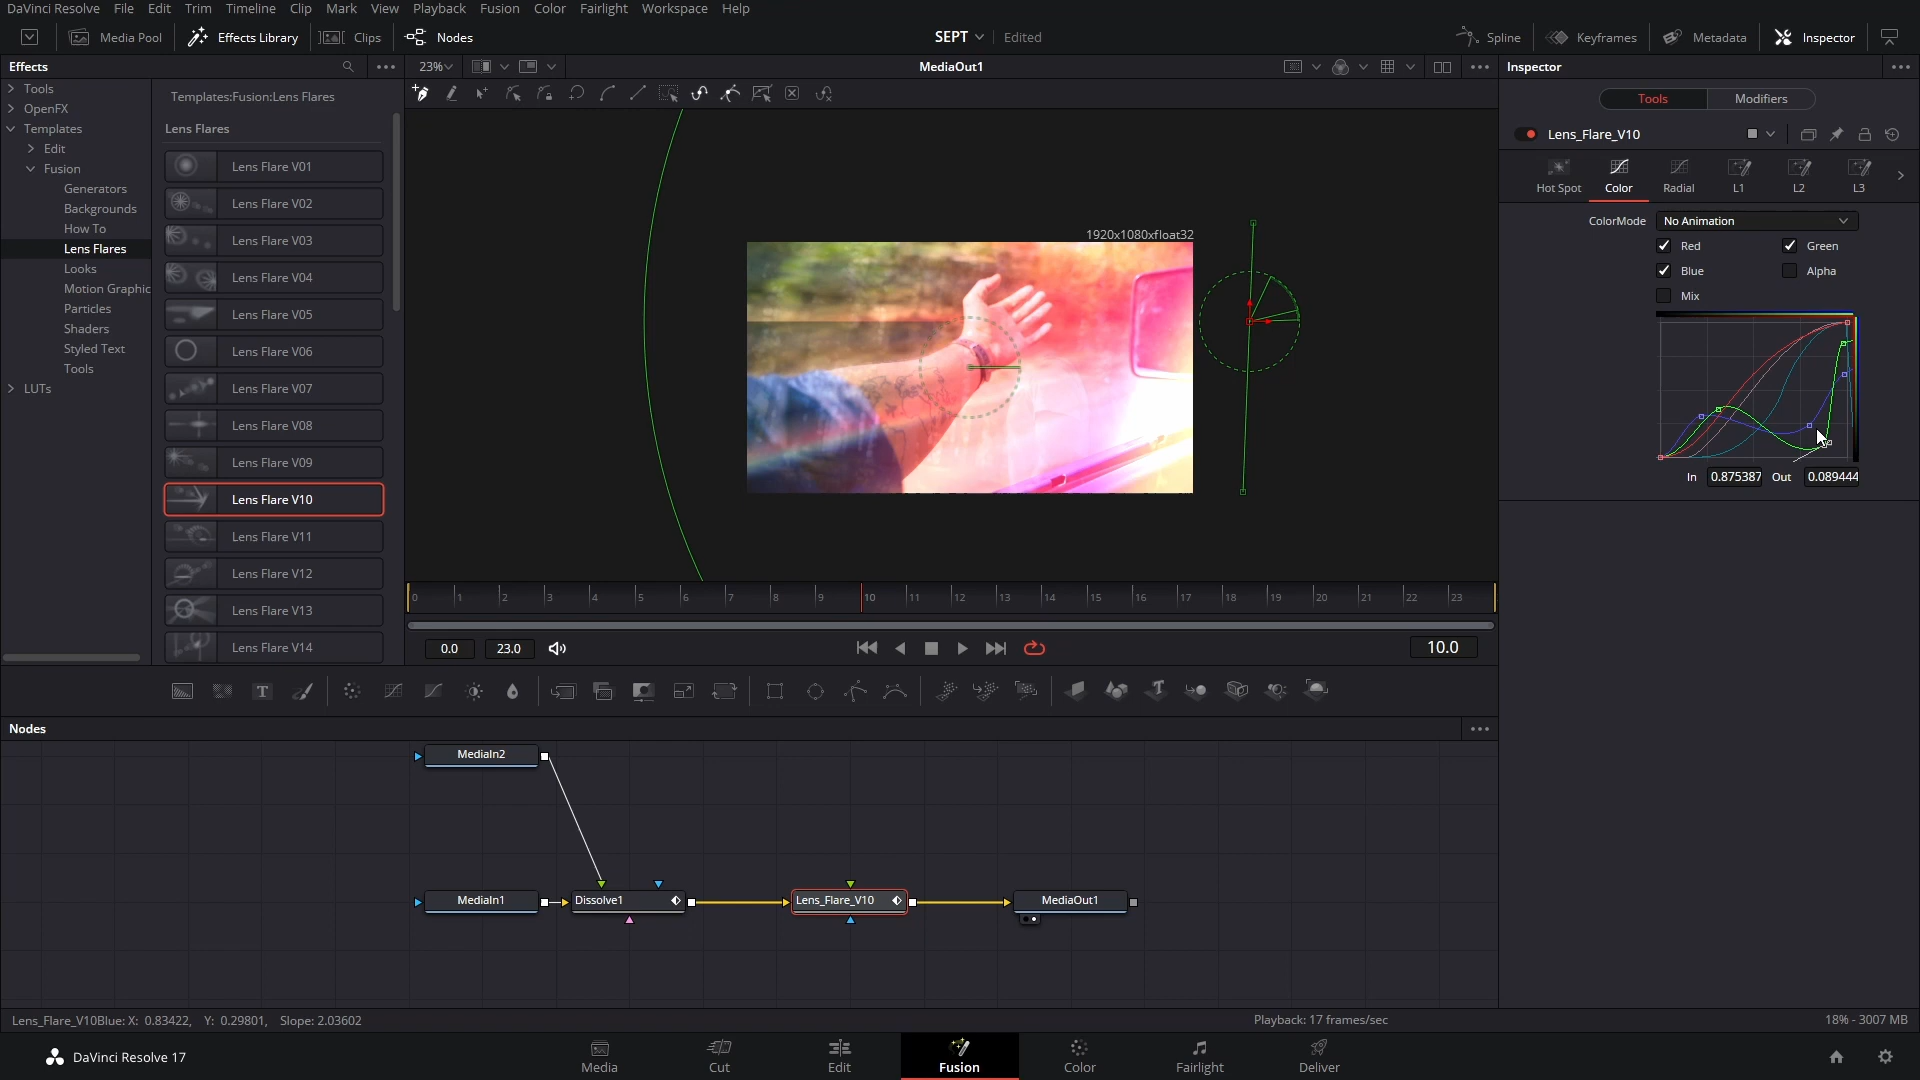 DaVinci Resolve File Edit Trim Timeline Clip Mark View Playback Fusion Color Fairlight Workspace Help
Media Pool Effects Library Clips Nodes SEPT Edited Spline Keyframes Metadata Inspector
Effects 23% MediaOut1 Inspector
Tools
OpenFX
Templates
Edit
Fusion
Generators
Backgrounds
How To
Lens Flares
Looks
Motion Graphic
Particles
Shaders
Styled Text
Tools
LUTs
Templates:Fusion:Lens Flares
Lens Flares
Lens Flare V01
Lens Flare V02
Lens Flare V03
Lens Flare V04
Lens Flare V05
Lens Flare V06
Lens Flare V07
Lens Flare V08
Lens Flare V09
Lens Flare V10
Lens Flare V11
Lens Flare V12
Lens Flare V13
Lens Flare V14
1920x1080xfloat32
0 1 2 3 4 5 6 7 8 9 10 11 12 13 14 15 16 17 18 19 20 21 22 23
0.0 23.0 10.0
Tools Modifiers
Lens_Flare_V10
Hot Spot Color Radial L1 L2 L3
ColorMode No Animation
Red Green
Blue Alpha
Mix
In 0.875387 Out 0.089444
T
Nodes
MediaIn2
MediaIn1 Dissolve1 Lens_Flare_V10 MediaOut1
Lens_Flare_V10Blue: X: 0.83422, Y: 0.29801, Slope: 2.03602 Playback: 17 frames/sec 18% - 3007 MB
DaVinci Resolve 17 Media Cut Edit Fusion Color Fairlight Deliver